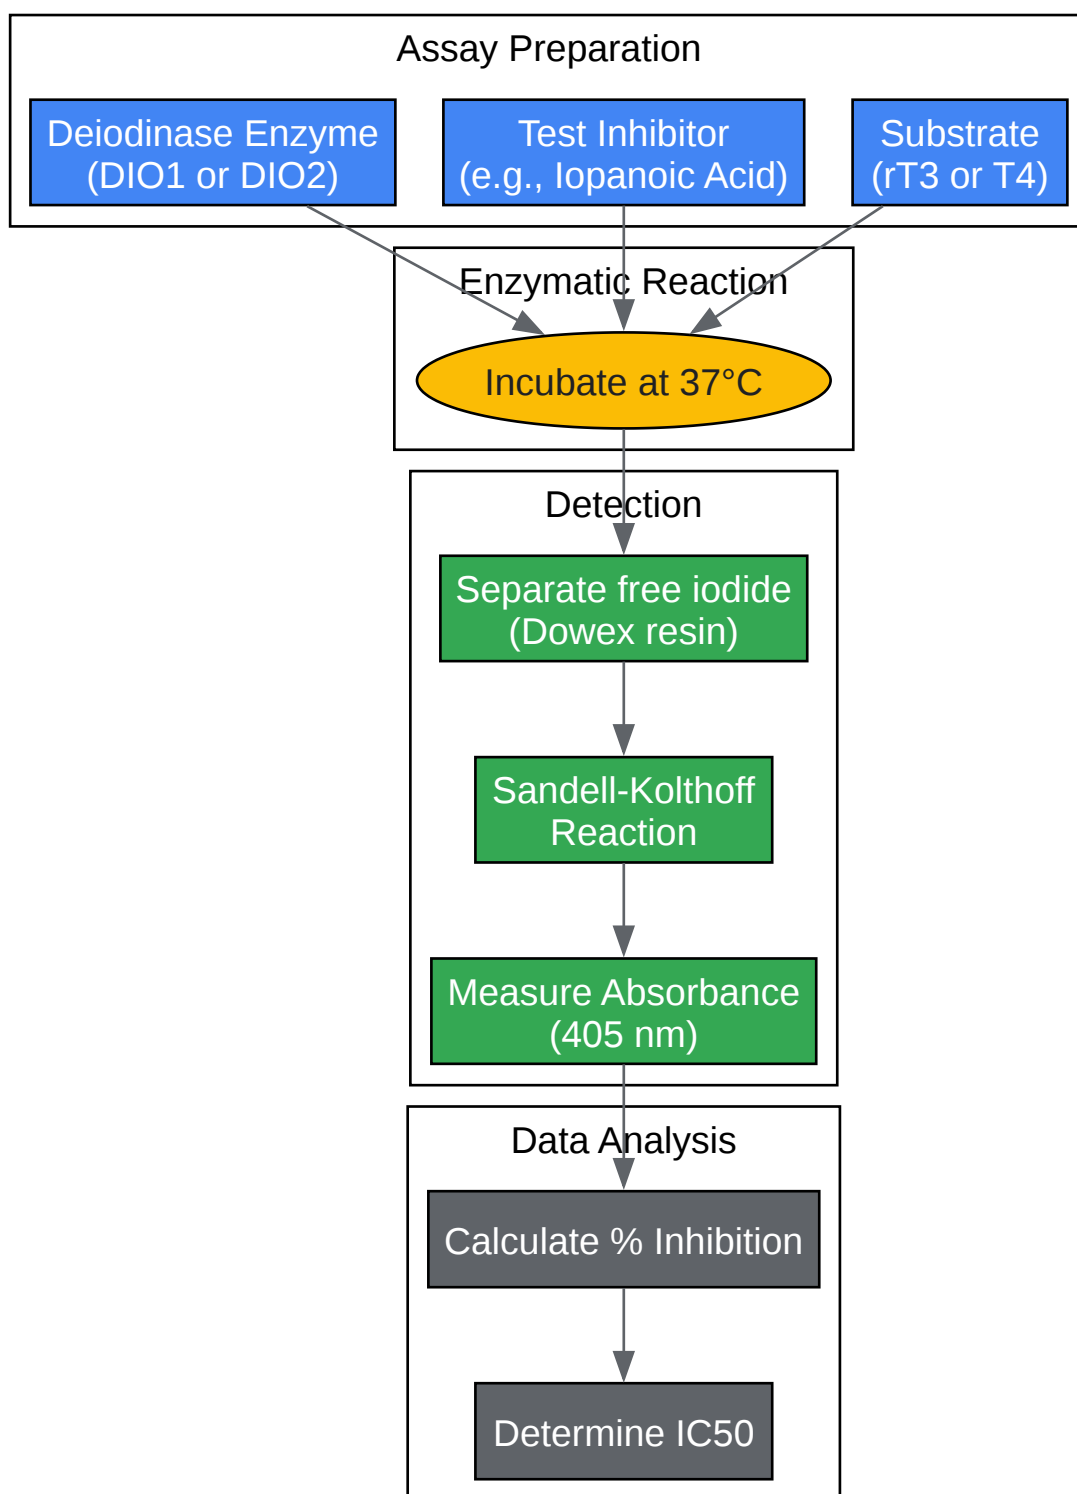 Assay Preparation
Deiodinase Enzyme
(DIO1 or DIO2)
Test Inhibitor
(e.g., Iopanoic Acid)
Substrate
(rT3 or T4)
Enzymatic Reaction
Incubate at 37°C
Detection
Separate free iodide
(Dowex resin)
Sandell-Kolthoff
Reaction
Measure Absorbance
(405 nm)
Data Analysis
Calculate % Inhibition
Determine IC50